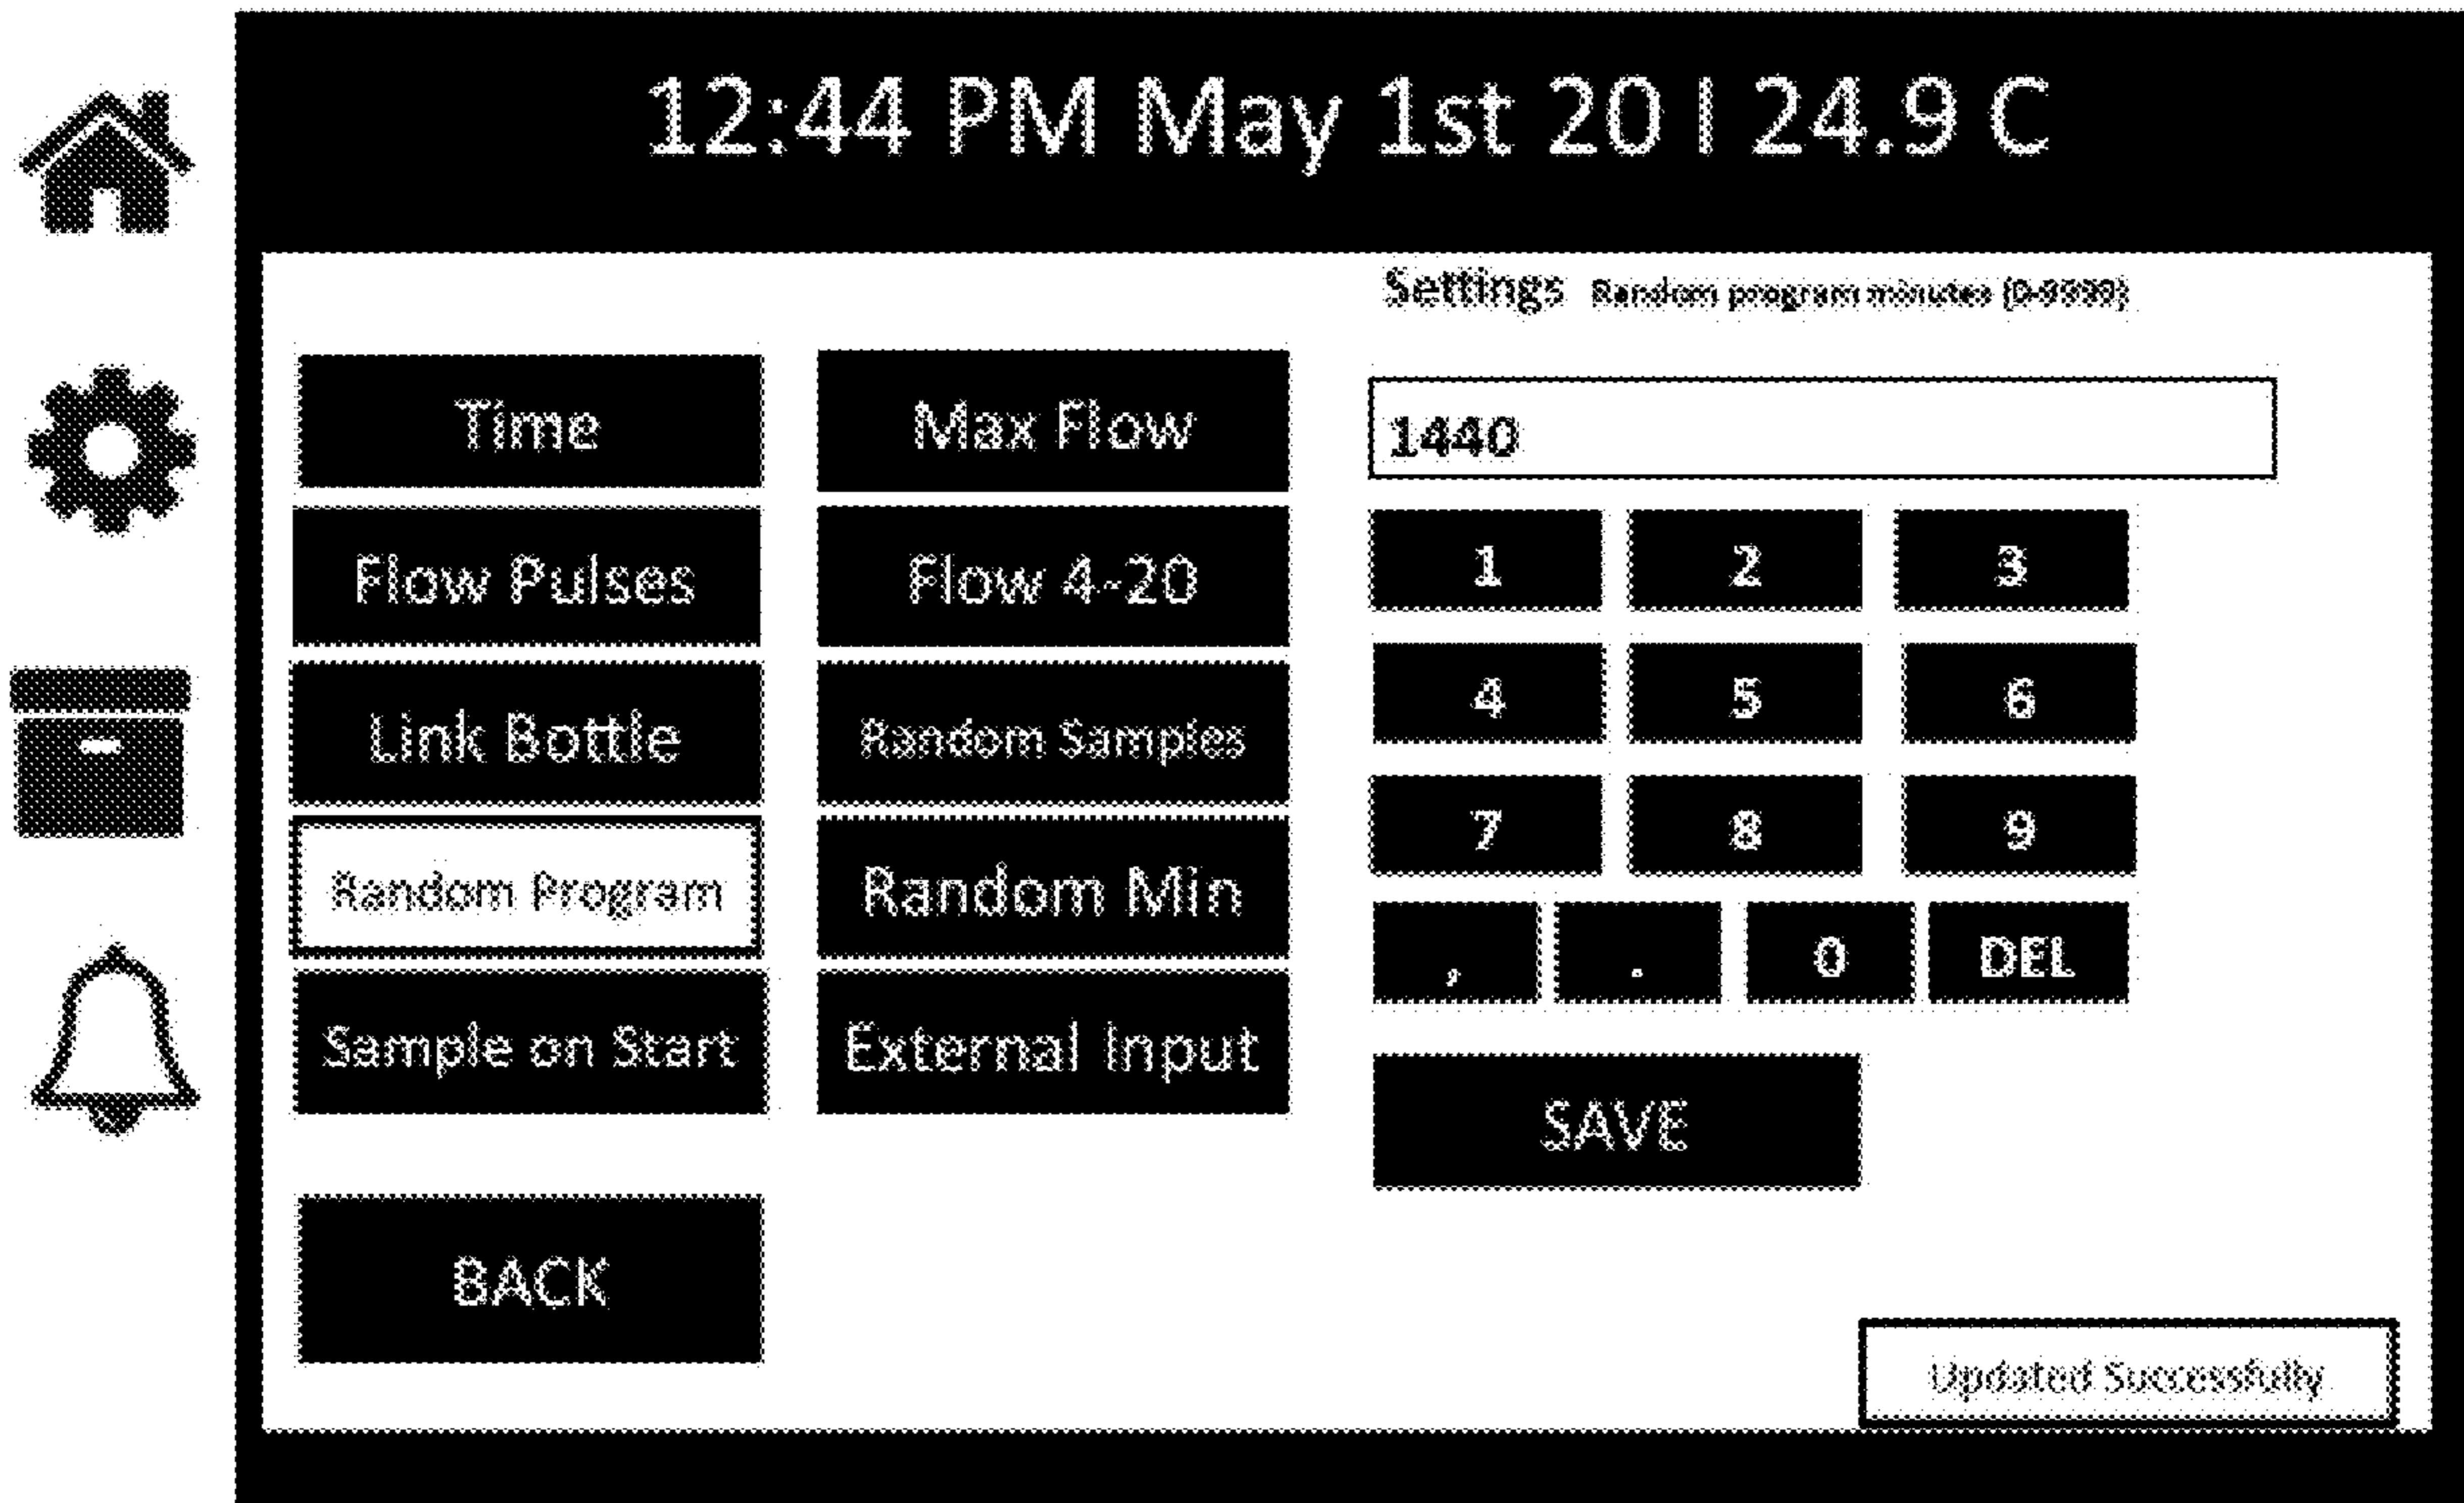 12:44 PM May 1st 20 | 24.9 C
Settings Random program minutes (0-9999)
Time
Max Flow
1440
Flow Pulses
Flow 4-20
1 2 3
Link Bottle
Random Samples
4 5 6
Random Program
Random Min
7 8 9
, . 0 DEL
Sample on Start
External Input
SAVE
BACK
Updated Successfully